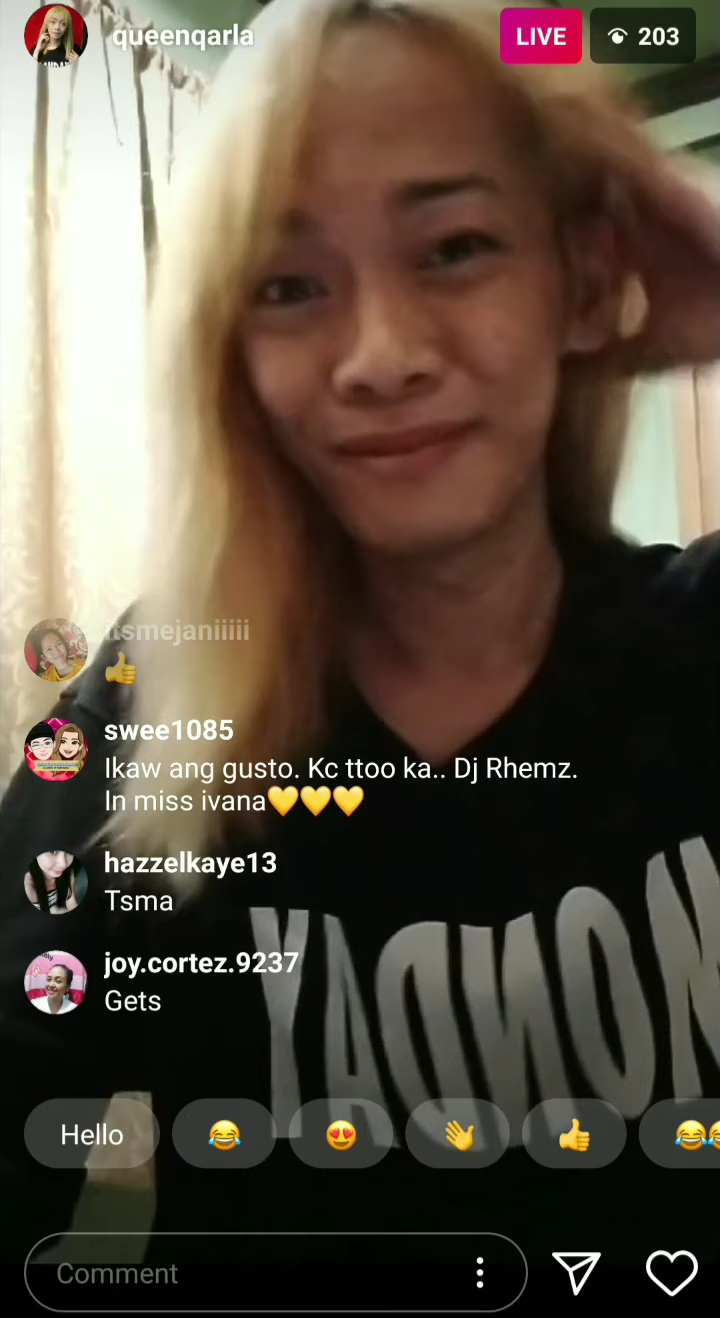 queenqarla
LIVE
203
itsmejaniiiii
👍
swee1085
Ikaw ang gusto. Kc ttoo ka.. Dj Rhemz.
In miss ivana💛💛💛
hazzelkaye13
Tsma
joy.cortez.9237
Gets
MONDAY
Hello 😂 😍 👋 👍 😂
Comment